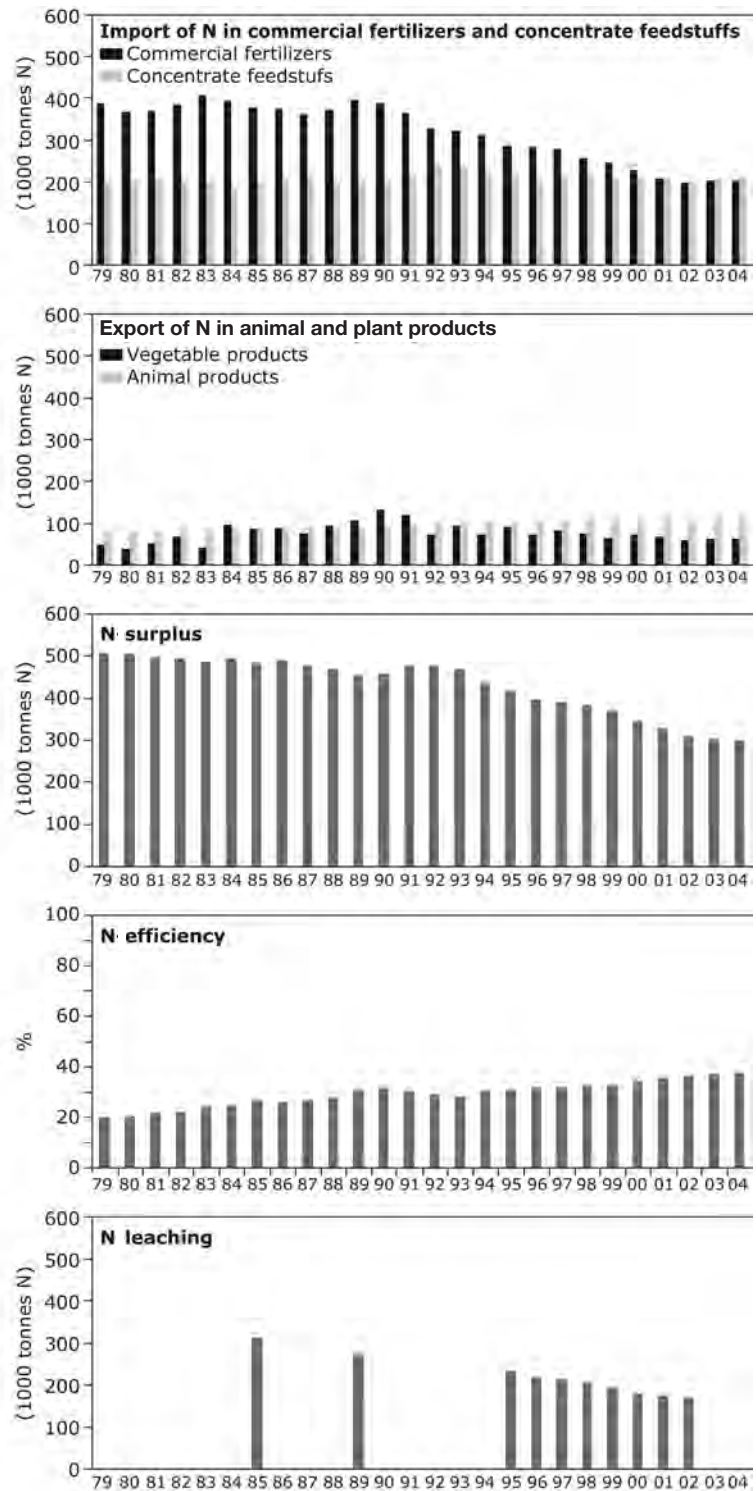 Import of N in commercial fertilizers and concentrate feedstuffs
Commercial fertilizers
Concentrate feedstufs
(1000 tonnes N)
600
500
400
300
200
100
0
79 80 81 82 83 84 85 86 87 88 89 90 91 92 93 94 95 96 97 98 99 00 01 02 03 04
Export of N in animal and plant products
Vegetable products
Animal products
(1000 tonnes N)
600
500
400
300
200
100
0
79 80 81 82 83 84 85 86 87 88 89 90 91 92 93 94 95 96 97 98 99 00 01 02 03 04
N surplus
(1000 tonnes N)
600
500
400
300
200
100
0
79 80 81 82 83 84 85 86 87 88 89 90 91 92 93 94 95 96 97 98 99 00 01 02 03 04
N efficiency
%
100
80
60
40
20
0
79 80 81 82 83 84 85 86 87 88 89 90 91 92 93 94 95 96 97 98 99 00 01 02 03 04
N leaching
(1000 tonnes N)
600
500
400
300
200
100
0
79 80 81 82 83 84 85 86 87 88 89 90 91 92 93 94 95 96 97 98 99 00 01 02 03 04